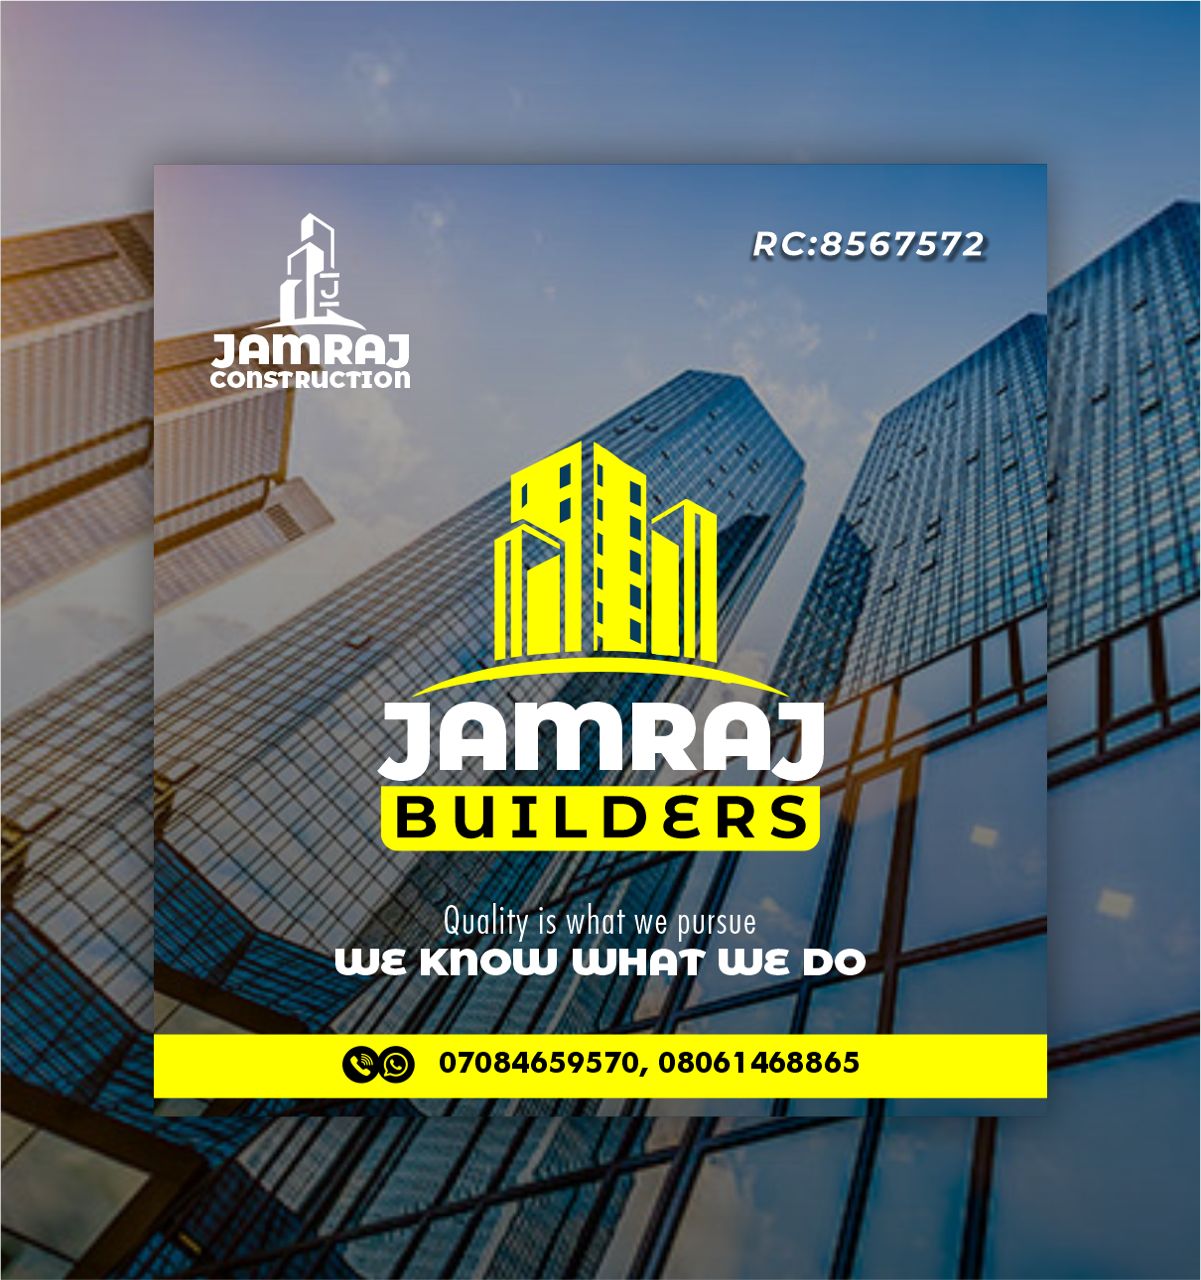 RC:8567572
JAMRAJ
CONSTRUCTION
JAMRAJ
BUILDERS
Quality is what we pursue
WE KNOW WHAT WE DO
07084659570, 08061468865